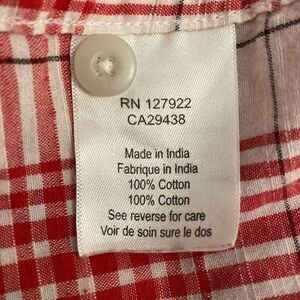 RN 127922
CA29438
Made in India
Fabrique in India
100% Cotton
100% Cotton
See reverse for care
Voir de soin sure le dos